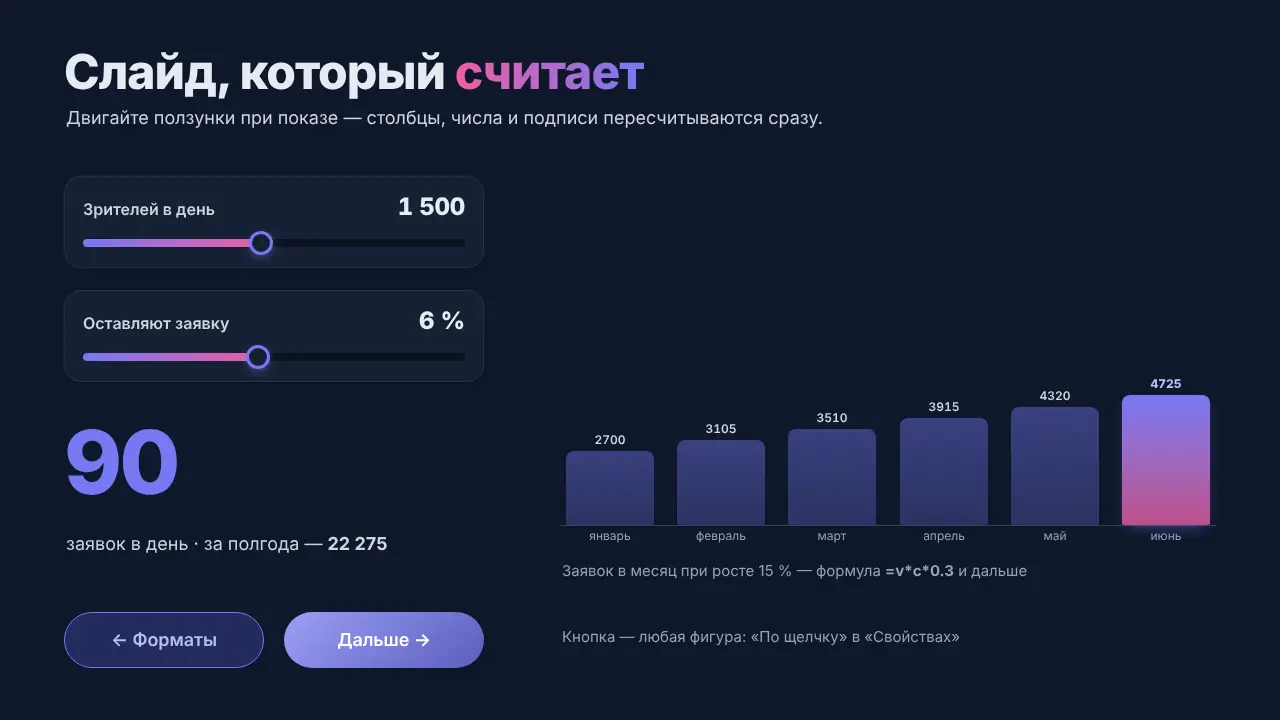 Слайд, который считает
Двигайте ползунки при показе — столбцы, числа и подписи пересчитываются сразу.
Зрителей в день 1 500
Оставляют заявку 6 %
90
заявок в день · за полгода — 22 275
← Форматы
Дальше →
2700 3105 3510 3915 4320 4725
январь февраль март апрель май июнь
Заявок в месяц при росте 15 % — формула =v*c*0.3 и дальше
Кнопка — любая фигура: «По щелчку» в «Свойствах»